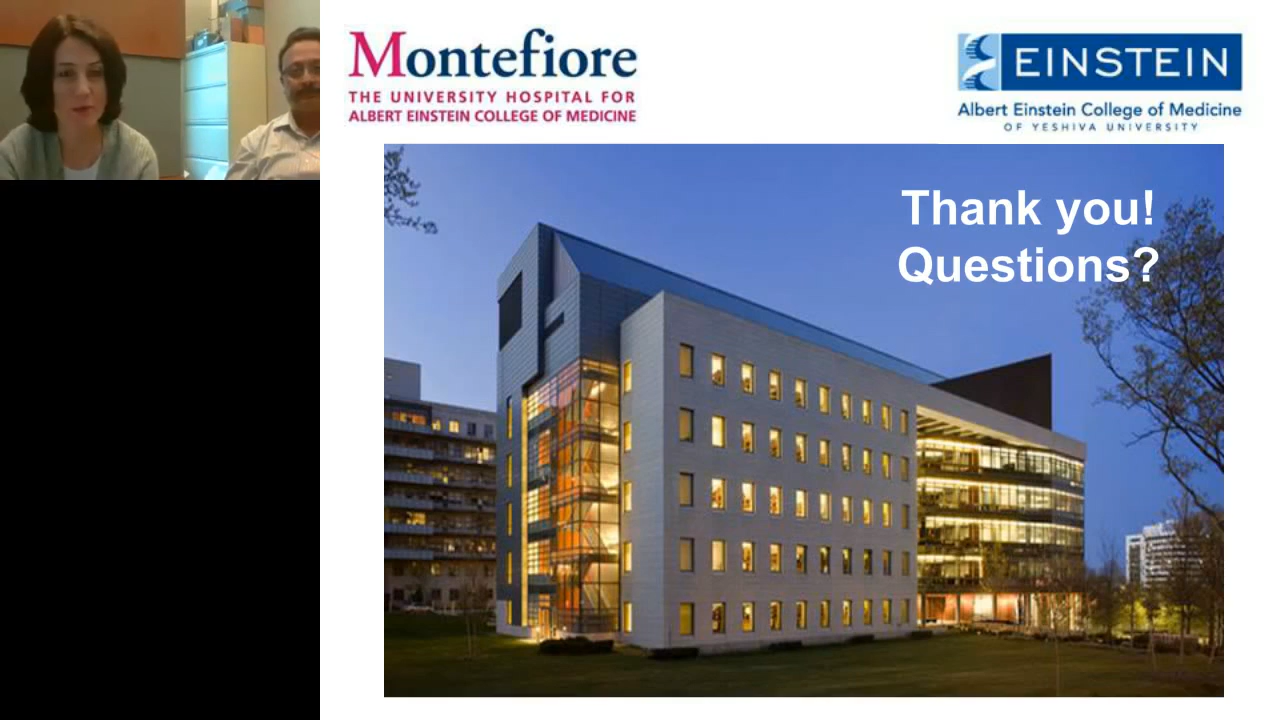 Montefiore
THE UNIVERSITY HOSPITAL FOR
ALBERT EINSTEIN COLLEGE OF MEDICINE
EINSTEIN
Albert Einstein College of Medicine
OF YESHIVA UNIVERSITY
Thank you!
Questions?